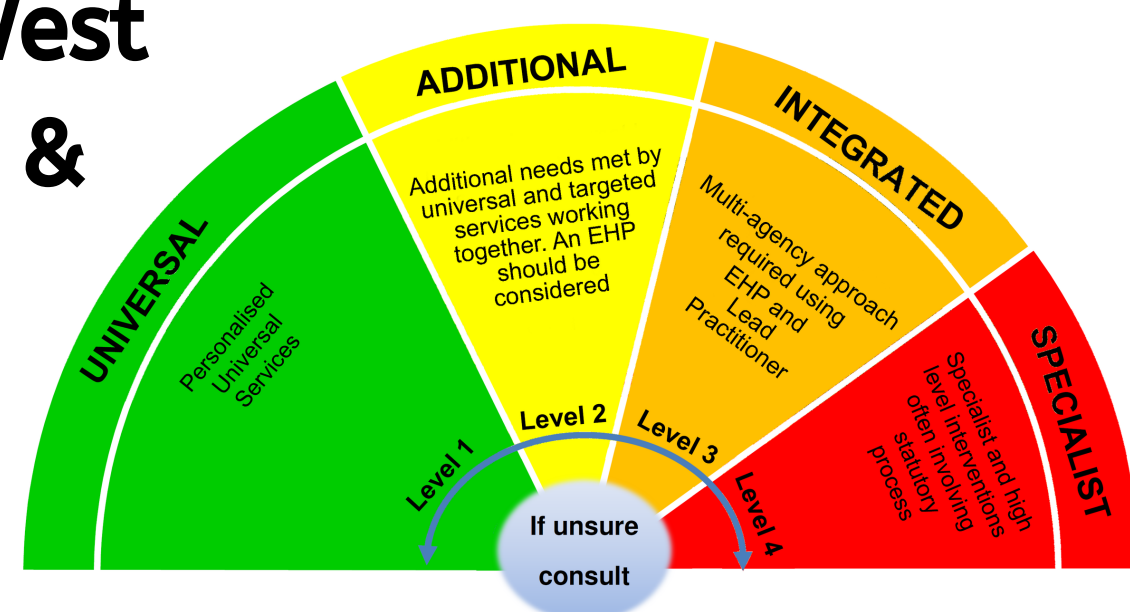 est
&
UNIVERSAL
Personalised
Universal
Services
Level 1
ADDITIONAL
Additional needs met by
universal and targeted
services working
together. An EHP
should be
considered
Level 2
INTEGRATED
Multi-agency approach
required using
EHP and
Lead
Practitioner
Level 3
SPECIALIST
Specialist and high
level interventions
often involving
statutory
process
Level 4
If unsure
consult